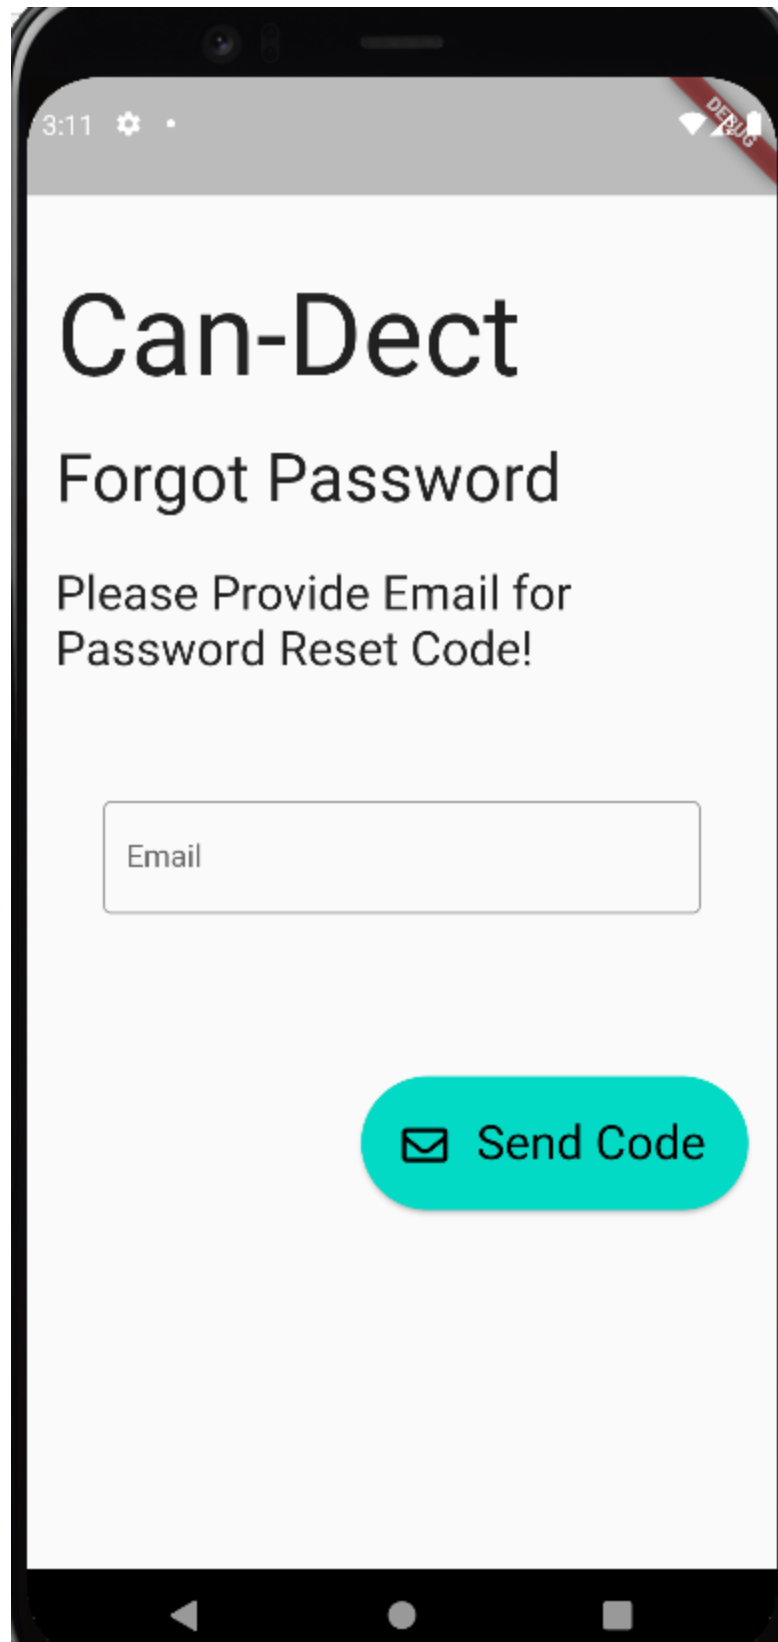 3:11
DEBUG
Can-Dect
Forgot Password
Please Provide Email for
Password Reset Code!
Email
Send Code